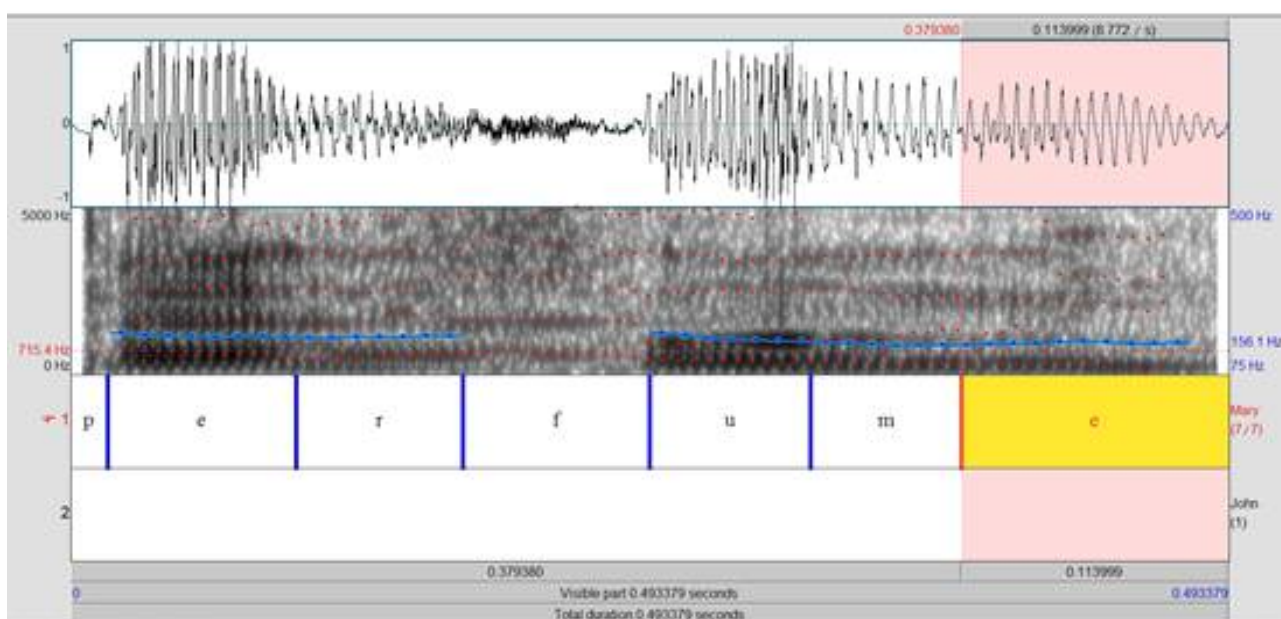 0.379380 0.113999 (8.772 / s)
1
0
-1
5000 Hz 500 Hz
715.4 Hz 156.1 Hz
0 Hz 75 Hz
1 p e r f u m e Mary
(7/7)
2 John
(1)
0.379380 0.113999
0 Visible part 0.493379 seconds 0.493379
Total duration 0.493379 seconds